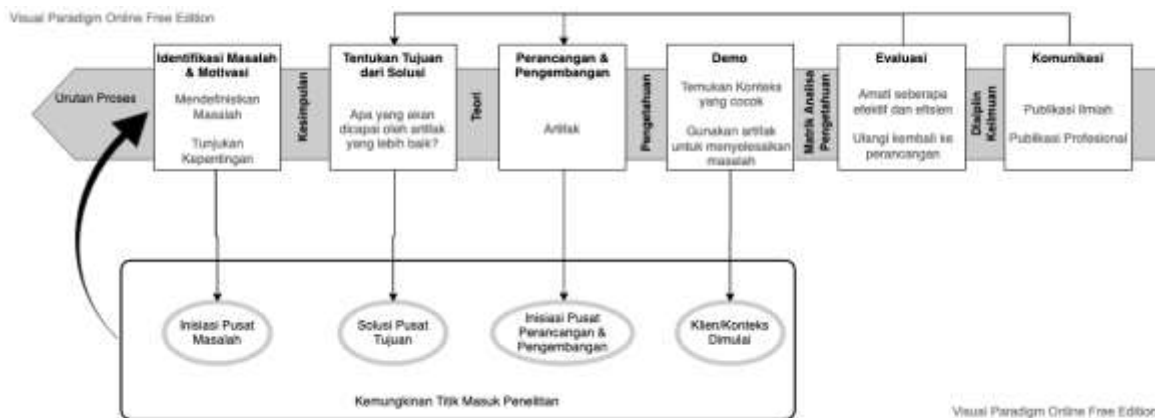 Visual Paradigm Online Free Edition
Urutan Proses
Identifikasi Masalah
& Motivasi
Mendefinisikan
Masalah
Tunjukan
Kepentingan
Kesimpulan
Tentukan Tujuan
dari Solusi
Apa yang akan
dicapai oleh artifak
yang lebih baik?
Teori
Perancangan &
Pengembangan
Artifak
Pengetahuan
Demo
Temukan Konteks
yang cocok
Gunakan artifak
untuk menyelesaikan
masalah
Matrik Analisa
Pengetahuan
Evaluasi
Amati seberapa
efektif dan efisien
Ulangi kembali ke
perancangan
Disiplin
Keilmuan
Komunikasi
Publikasi Ilmiah
Publikasi Profesional
Inisiasi Pusat
Masalah
Solusi Pusat
Tujuan
Inisiasi Pusat
Perancangan &
Pengembangan
Klien/Konteks
Dimulai
Kemungkinan Titik Masuk Penelitian
Visual Paradigm Online Free Edition